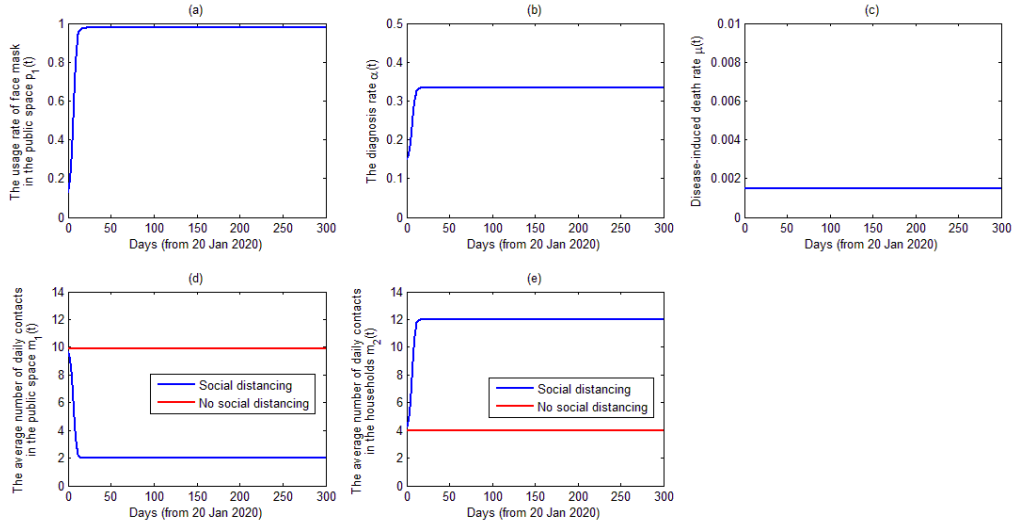 (a)
The usage rate of face mask
in the public space p1(t)
1
0.8
0.6
0.4
0.2
0
0 50 100 150 200 250 300
Days (from 20 Jan 2020)
(b)
The diagnosis rate α(t)
0.5
0.4
0.3
0.2
0.1
0
0 50 100 150 200 250 300
Days (from 20 Jan 2020)
(c)
Disease-induced death rate μ(t)
0.01
0.008
0.006
0.004
0.002
0
0 50 100 150 200 250 300
Days (from 20 Jan 2020)
(d)
The average number of daily contacts
in the public space m1(t)
14
12
10
8
6
4
2
0
Social distancing
No social distancing
0 50 100 150 200 250 300
Days (from 20 Jan 2020)
(e)
The average number of daily contacts
in the households m2(t)
14
12
10
8
6
4
2
0
Social distancing
No social distancing
0 50 100 150 200 250 300
Days (from 20 Jan 2020)